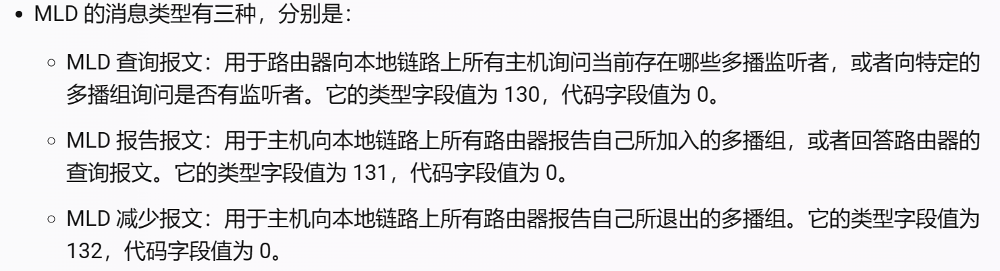 • MLD 的消息类型有三种，分别是：
○ MLD 查询报文：用于路由器向本地链路上所有主机询问当前存在哪些多播监听者，或者向特定的
多播组询问是否有监听者。它的类型字段值为 130，代码字段值为 0。
○ MLD 报告报文：用于主机向本地链路上所有路由器报告自己所加入的多播组，或者回答路由器的
查询报文。它的类型字段值为 131，代码字段值为 0。
○ MLD 减少报文：用于主机向本地链路上所有路由器报告自己所退出的多播组。它的类型字段值为
132，代码字段值为 0。